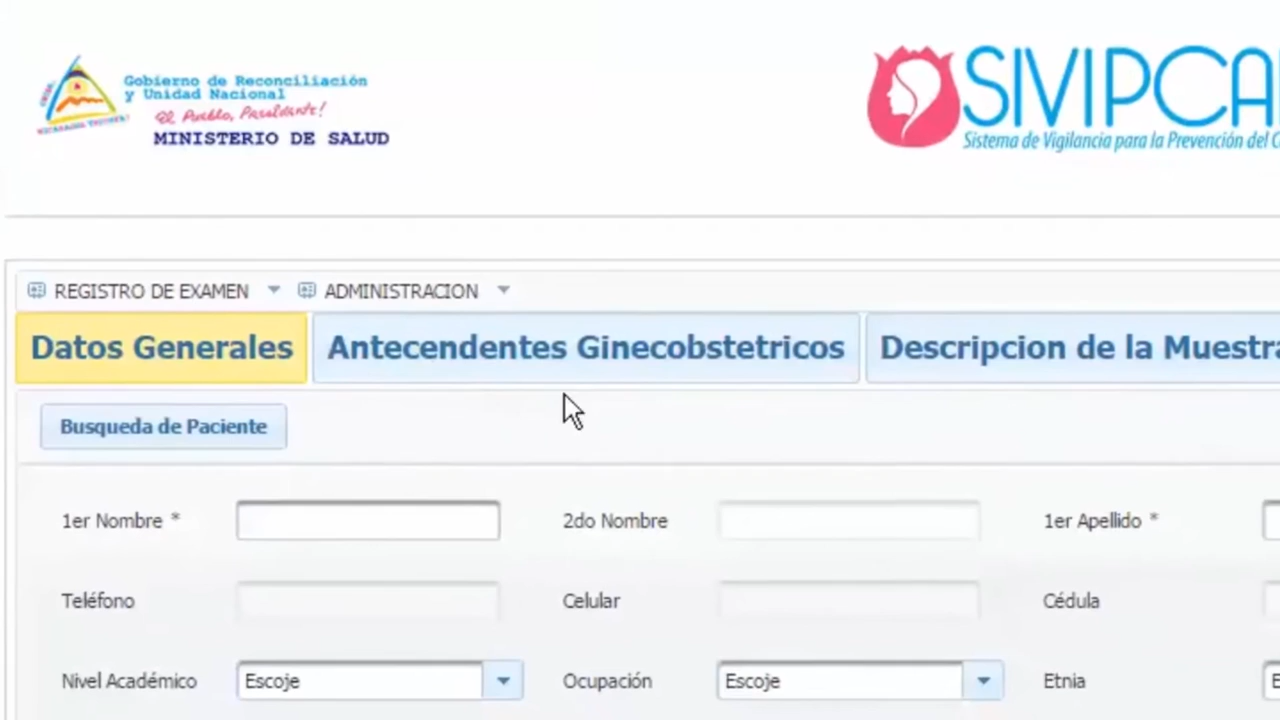 Gobierno de Reconciliación
y Unidad Nacional
El Pueblo, Presidente!
MINISTERIO DE SALUD
SIVIPCA
Sistema de Vigilancia para la Prevención del C
REGISTRO DE EXAMEN ADMINISTRACION
Datos Generales Antecendentes Ginecobstetricos Descripcion de la Muestra
Busqueda de Paciente
1er Nombre * 2do Nombre 1er Apellido *
Teléfono Celular Cédula
Nivel Académico Escoje Ocupación Escoje Etnia E